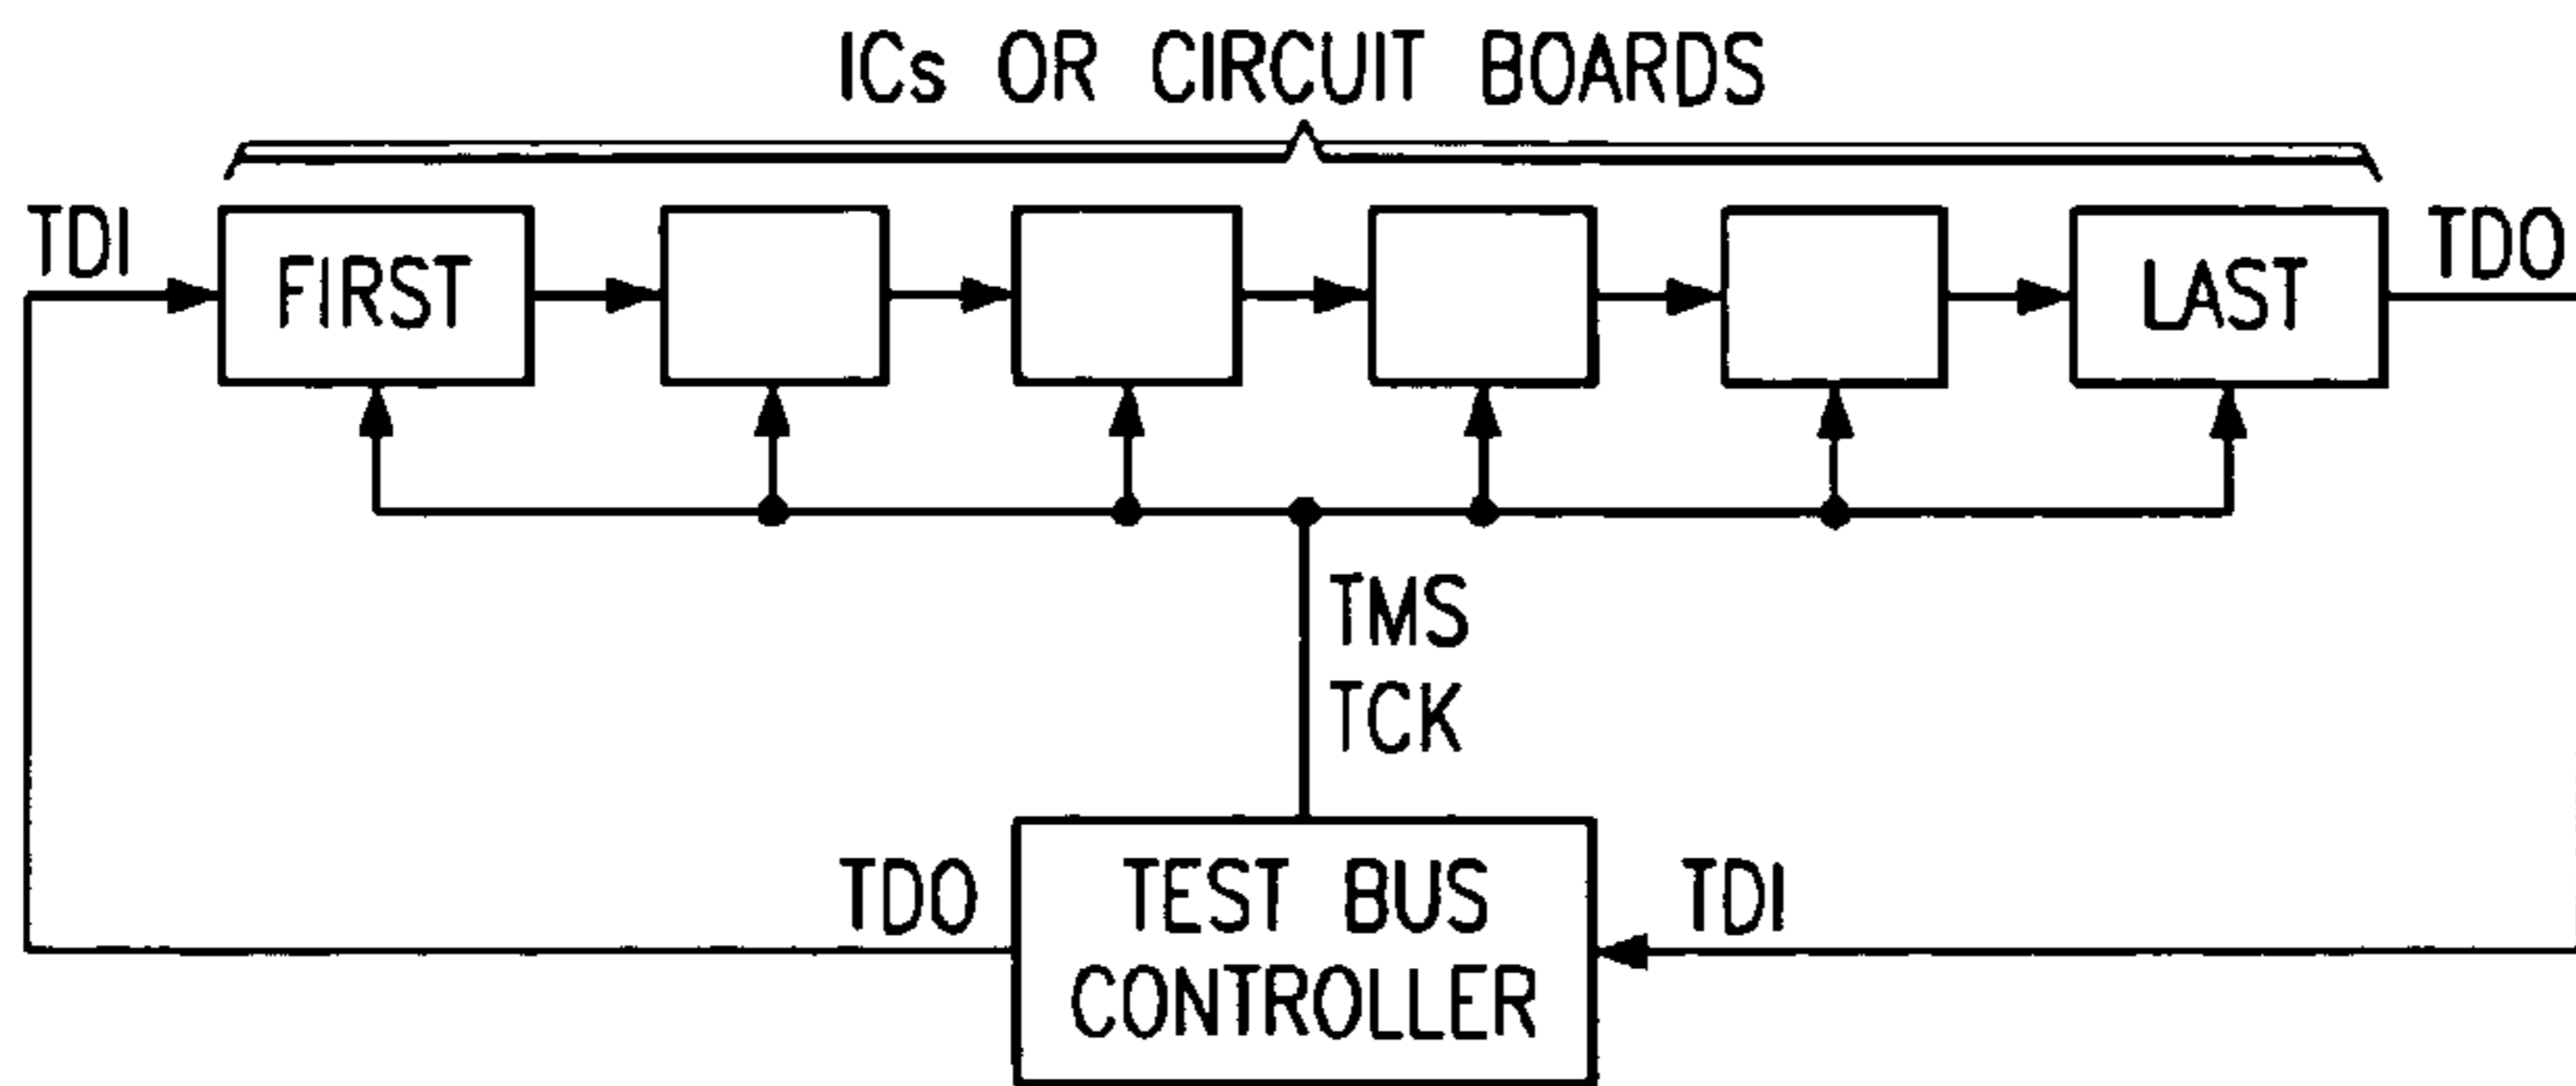 ICs OR CIRCUIT BOARDS
TDI
FIRST
LAST
TDO
TMS
TCK
TDO
TEST BUS
CONTROLLER
TDI